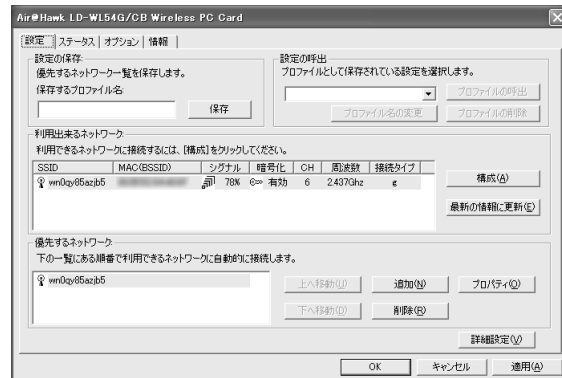 Air@Hawk LD-WL54G/CB Wireless PC Card
設定 ステータス オプション 情報
設定の保存
優先するネットワーク一覧を保存します。
保存するプロファイル名:
保存
設定の呼出
プロファイルとして保存されている設定を選択します。
プロファイルの呼出
プロファイル名の変更 プロファイルの削除
利用出来るネットワーク
利用できるネットワークに接続するには、[構成]をクリックしてください。
SSID MAC(BSSID) シグナル 暗号化 CH 周波数 接続タイプ
wn0qy85azjb5 78% 有効 6 2.437Ghz g
構成(A)
最新の情報に更新(E)
優先するネットワーク
下の一覧にある順番で利用できるネットワークに自動的に接続します。
wn0qy85azjb5
上へ移動(U) 追加(N) プロパティ(O)
下へ移動(D) 削除(R)
詳細設定(V)
OK キャンセル 適用(A)